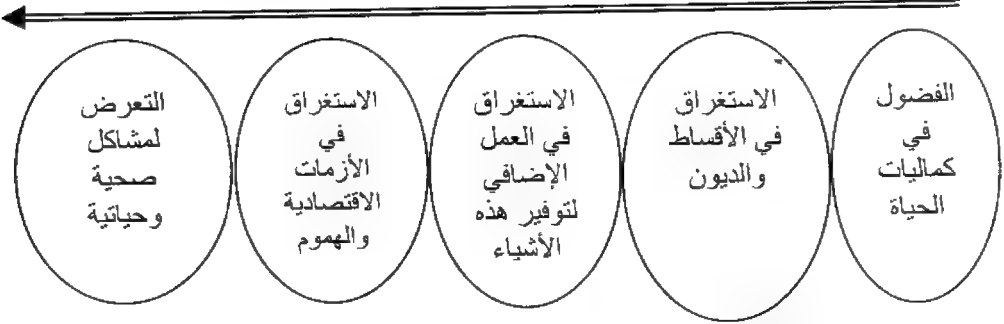 الفضول
في
كماليات
الحياة
الاستغراق
في الأقساط
والديون
الاستغراق
في العمل
الإضافي
لتوفير هذه
الأشياء
الاستغراق
في
الأزمات
الاقتصادية
والهموم
التعرض
لمشاكل
صحية
وحياتية